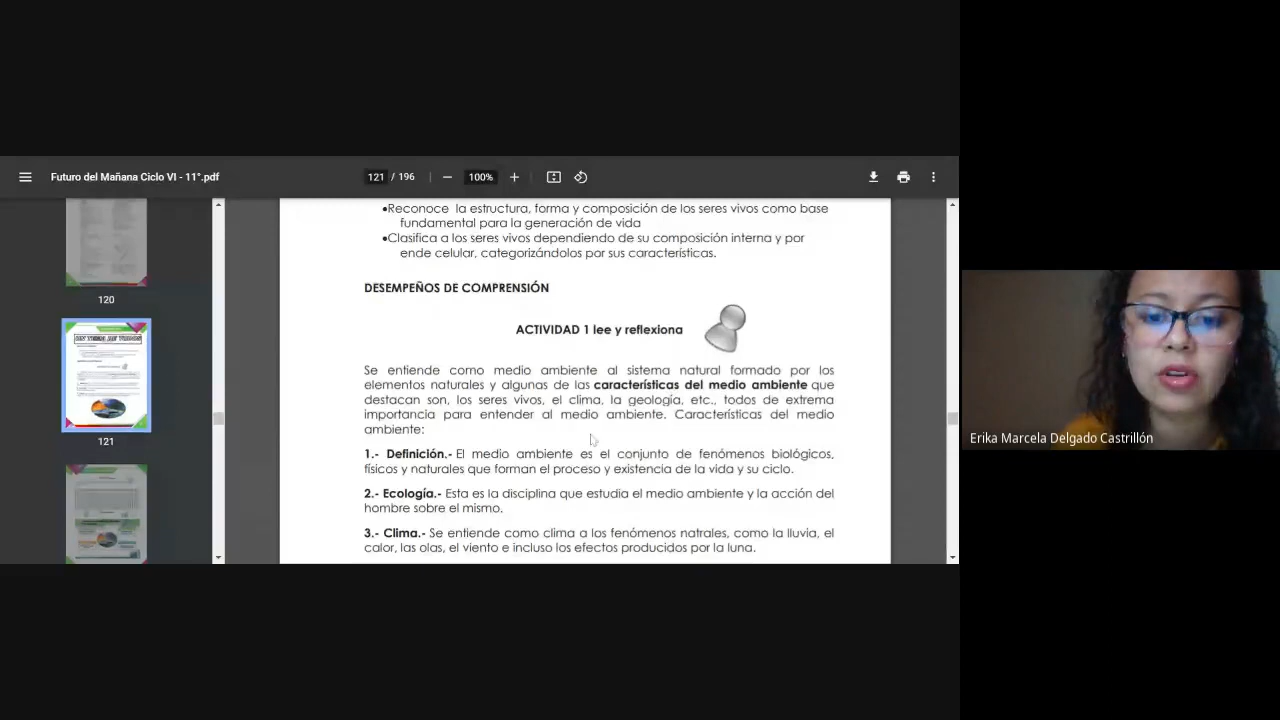 Futuro del Mañana Ciclo VI - 11°.pdf
121 / 196
100%
120
121
•Reconoce la estructura, forma y composición de los seres vivos como base
fundamental para la generación de vida
•Clasifica a los seres vivos dependiendo de su composición interna y por
ende celular, categorizándolos por sus características.
DESEMPEÑOS DE COMPRENSIÓN
ACTIVIDAD 1 lee y reflexiona
Se entiende como medio ambiente al sistema natural formado por los
elementos naturales y algunas de las características del medio ambiente que
destacan son, los seres vivos, el clima, la geología, etc., todos de extrema
importancia para entender al medio ambiente. Características del medio
ambiente:
1.- Definición.- El medio ambiente es el conjunto de fenómenos biológicos,
físicos y naturales que forman el proceso y existencia de la vida y su ciclo.
2.- Ecología.- Esta es la disciplina que estudia el medio ambiente y la acción del
hombre sobre el mismo.
3.- Clima.- Se entiende como clima a los fenómenos natrales, como la lluvia, el
calor, las olas, el viento e incluso los efectos producidos por la luna.
Erika Marcela Delgado Castrillón